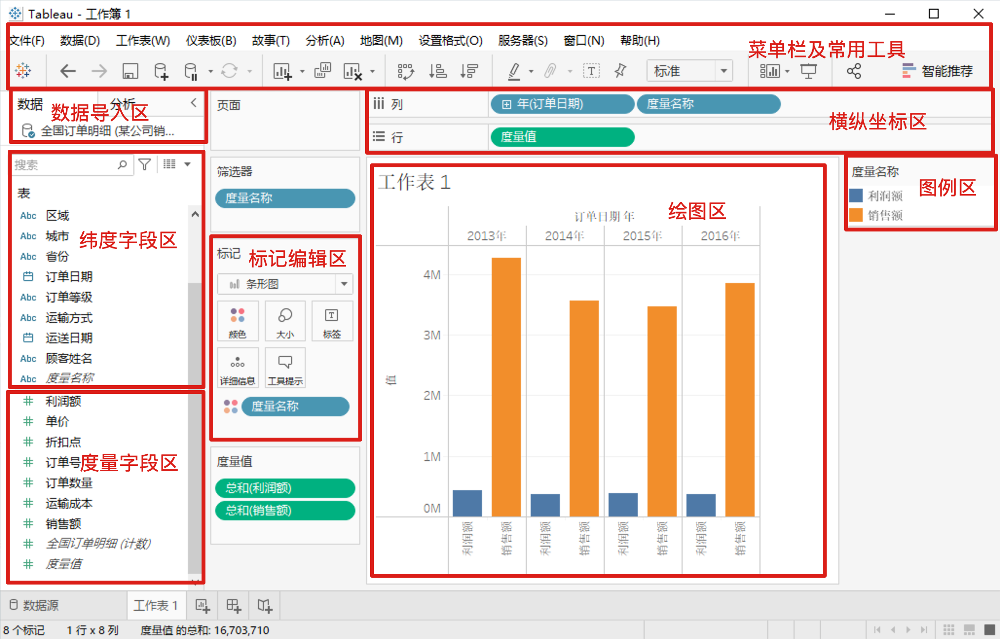 Tableau - 工作簿 1
文件(F) 数据(D) 工作表(W) 仪表板(B) 故事(T) 分析(A) 地图(M) 设置格式(O) 服务器(S) 窗口(N) 帮助(H)
菜单栏及常用工具
标准
智能推荐
数据 分析
数据导入区
全国订单明细 (某公司销...
搜索
表
Abc 区域
Abc 城市
纬度字段区
Abc 省份
订单日期
Abc 订单等级
Abc 运输方式
运送日期
Abc 顾客姓名
Abc 度量名称
# 利润额
# 单价
# 折扣点
# 订单号
度量字段区
# 订单数量
# 运输成本
# 销售额
# 全国订单明细 (计数)
# 度量值
页面
筛选器
度量名称
标记
标记编辑区
条形图
颜色 大小 标签
详细信息 工具提示
度量名称
度量值
总和(利润额)
总和(销售额)
列 年(订单日期) 度量名称
横纵坐标区
行 度量值
工作表 1
绘图区
订单日期 年
2013年 2014年 2015年 2016年
值
4M
3M
2M
1M
0M
利润额 销售额 利润额 销售额 利润额 销售额 利润额 销售额
度量名称
图例区
利润额
销售额
数据源 工作表 1
8 个标记 1 行 x 8 列 度量值 的总和: 16,703,710